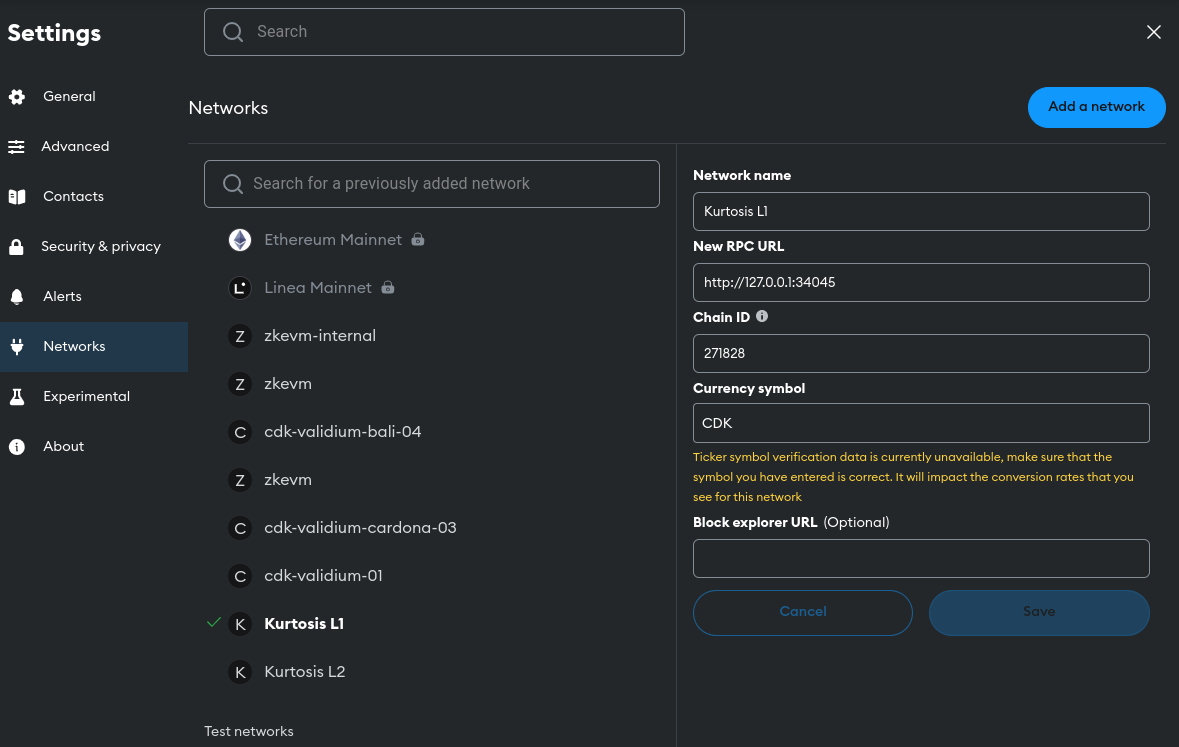 Settings
Search
General
Advanced
Contacts
Security & privacy
Alerts
Networks
Experimental
About
Networks
Add a network
Search for a previously added network
Ethereum Mainnet
L Linea Mainnet
Z zkevm-internal
Z zkevm
C cdk-validium-bali-04
Z zkevm
C cdk-validium-cardona-03
C cdk-validium-01
K Kurtosis L1
K Kurtosis L2
Test networks
Network name
Kurtosis L1
New RPC URL
http://127.0.0.1:34045
Chain ID
271828
Currency symbol
CDK
Ticker symbol verification data is currently unavailable, make sure that the
symbol you have entered is correct. It will impact the conversion rates that you
see for this network
Block explorer URL (Optional)
Cancel
Save